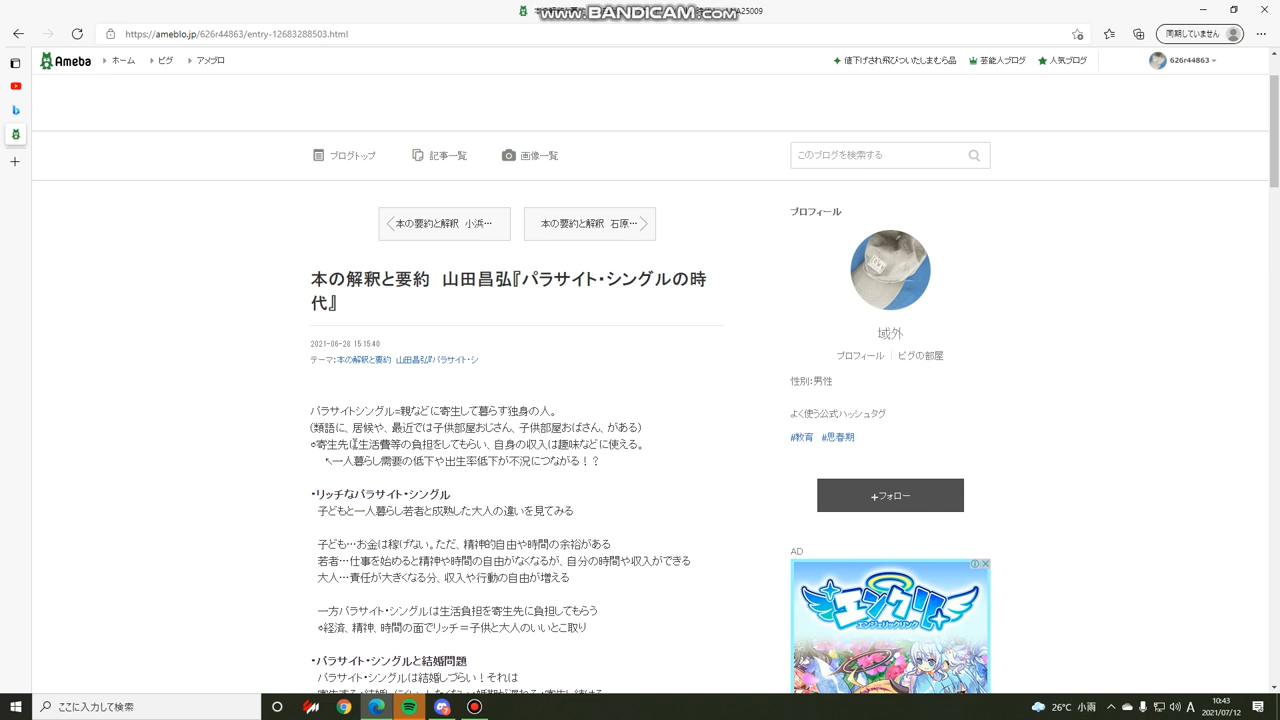 www.BANDICAM.com
https://ameblo.jp/626r44863/entry-12683288503.html
同期していません
Ameba
ホーム
ピグ
アメブロ
値下げされ飛びついたしまむら品
芸能人ブログ
人気ブログ
626r44863
ブログトップ
記事一覧
画像一覧
このブログを検索する
本の要約と解釈 小浜…
本の要約と解釈 石原…
本の解釈と要約 山田昌弘『パラサイト・シングルの時
代』
2021-06-28 15:15:40
テーマ：本の解釈と要約 山田昌弘『パラサイト・シ
パラサイトシングル=親などに寄生して暮らす独身の人。
（類語に、居候や、最近では子供部屋おじさん、子供部屋おばさん、がある）
⇨寄生先に生活費等の負担をしてもらい、自身の収入は趣味などに使える。
↖一人暮らし需要の低下や出生率低下が不況につながる！？
・リッチなパラサイト・シングル
子どもと一人暮らし若者と成熟した大人の違いを見てみる
子ども…お金は稼げない。ただ、精神的自由や時間の余裕がある
若者…仕事を始めると精神や時間の自由がなくなるが、自分の時間や収入ができる
大人…責任が大きくなる分、収入や行動の自由が増える
一方パラサイト・シングルは生活負担を寄生先に負担してもらう
⇨経済、精神、時間の面でリッチ＝子供と大人のいいとこ取り
・パラサイト・シングルと結婚問題
パラサイト・シングルは結婚しづらい！それは
プロフィール
域外
プロフィール｜ピグの部屋
性別：男性
よく使う公式ハッシュタグ
#教育 #思春期
+フォロー
AD
エンクリ
エンジェリックリンク
ここに入力して検索
26°C 小雨
A
10:43
2021/07/12